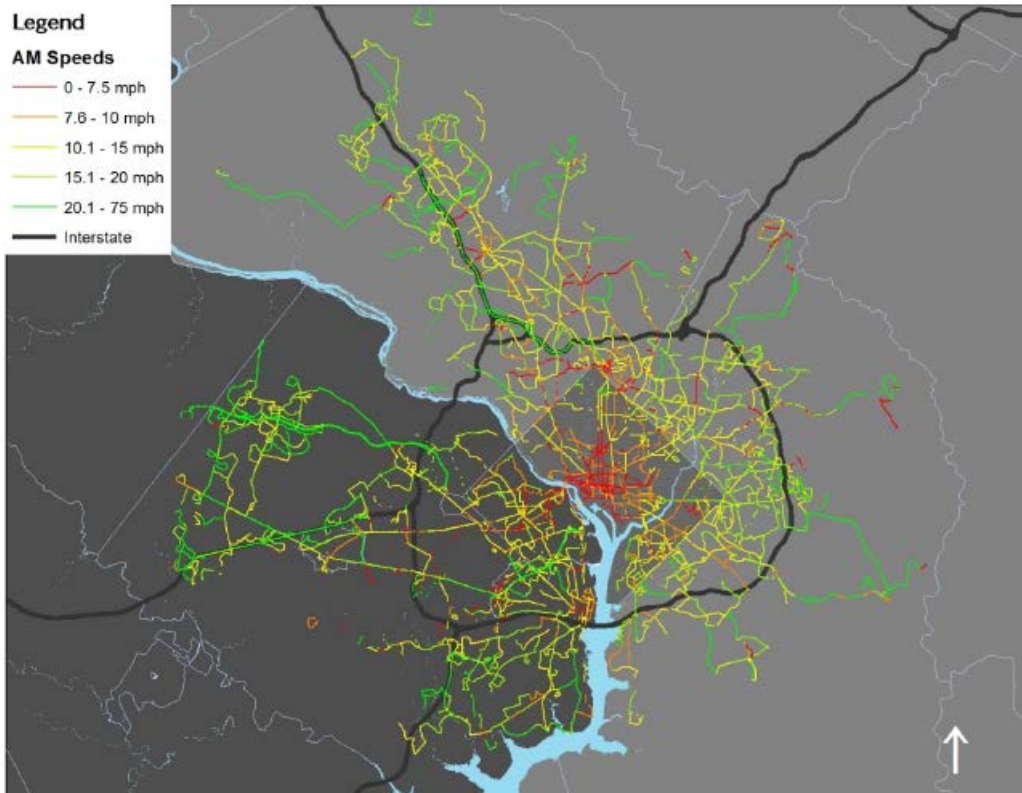 Legend
AM Speeds
0 - 7.5 mph
7.6 - 10 mph
10.1 - 15 mph
15.1 - 20 mph
20.1 - 75 mph
Interstate